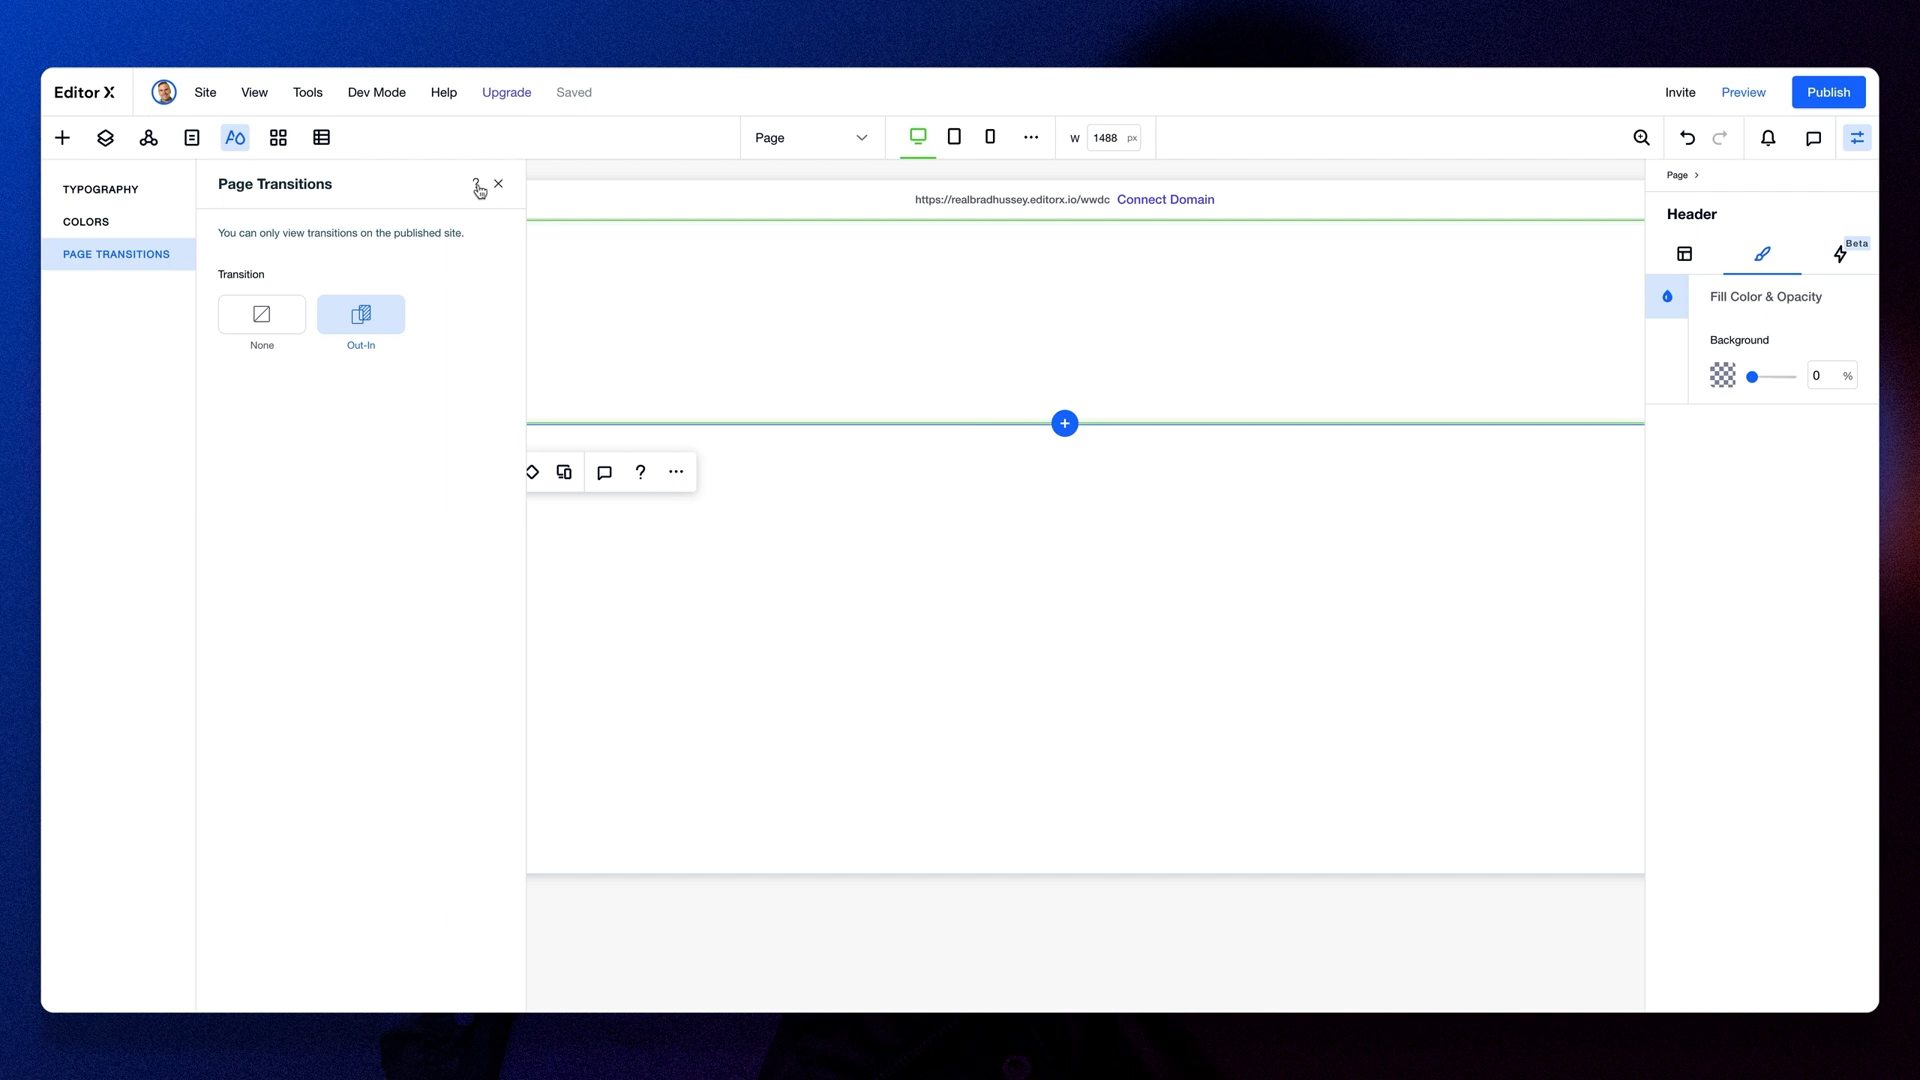 Editor X
Site
View
Tools
Dev Mode
Help
Upgrade
Saved
Invite
Preview
Publish
Page
W 1488 px
TYPOGRAPHY
COLORS
PAGE TRANSITIONS
Page Transitions
?
You can only view transitions on the published site.
Transition
None
Out-In
https://realbradhussey.editorx.io/wwdc Connect Domain
?
Page
Header
Beta
Fill Color & Opacity
Background
0 %